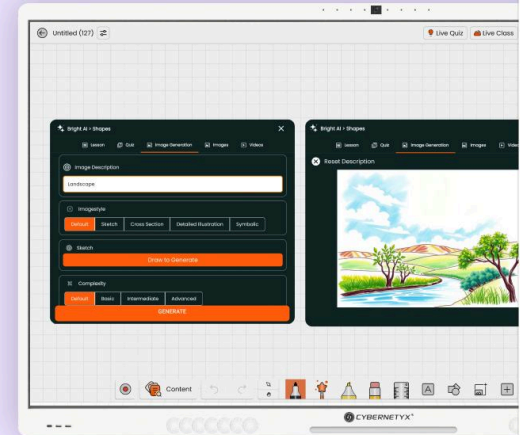 Untitled (127)
Live Quiz
Live Class
Bright AI > Shapes
Lesson
Quiz
Image Generation
Images
Videos
Image Description
Landscape
Imagestyle
Default
Sketch
Cross Section
Detailed Illustration
Symbolic
Sketch
Draw to Generate
Complexity
Default
Basic
Intermediate
Advanced
GENERATE
Bright AI > Shapes
Lesson
Quiz
Image Generation
Images
Reset Description
Content
A
CYBERNETYX